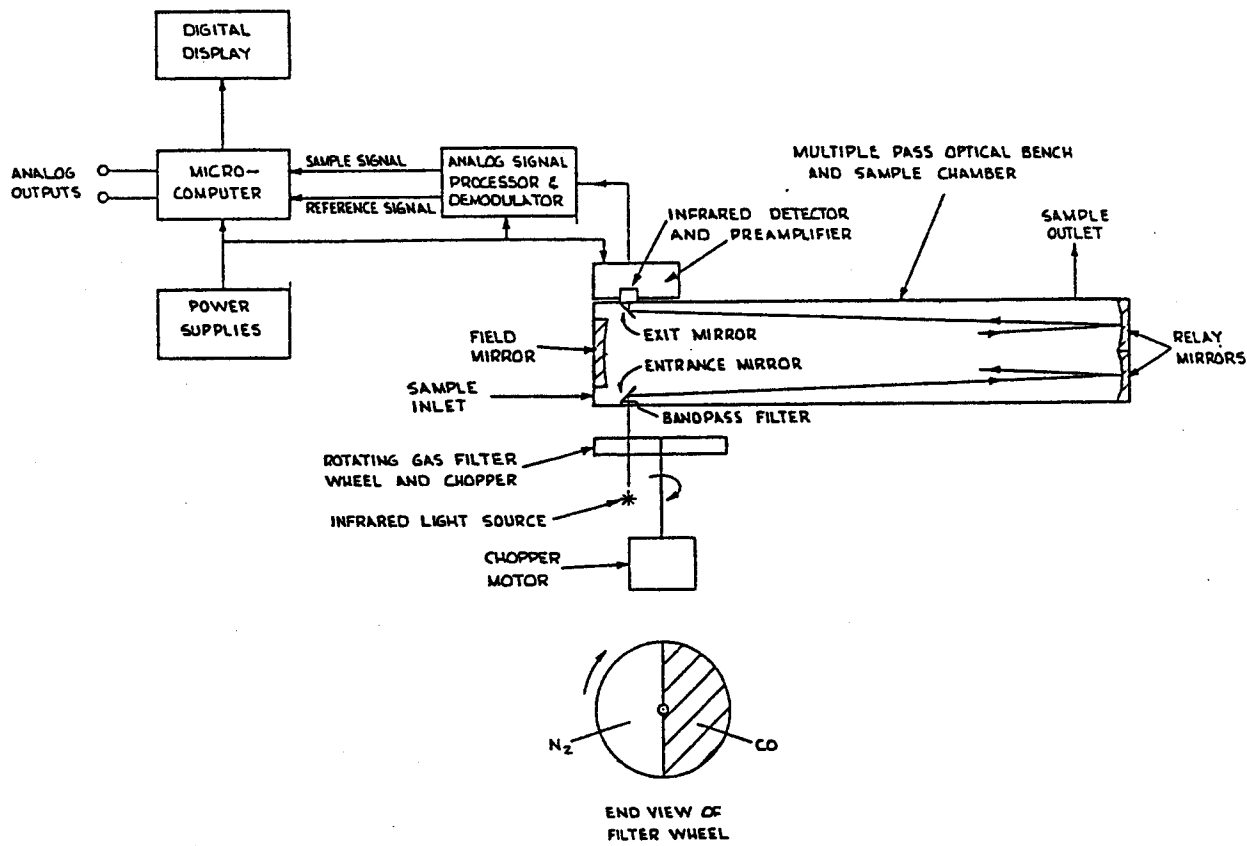 DIGITAL
DISPLAY
ANALOG
OUTPUTS
MICRO-
COMPUTER
SAMPLE SIGNAL
REFERENCE SIGNAL
ANALOG SIGNAL
PROCESSOR &
DEMODULATOR
MULTIPLE PASS OPTICAL BENCH
AND SAMPLE CHAMBER
INFRARED DETECTOR
AND PREAMPLIFIER
SAMPLE
OUTLET
POWER
SUPPLIES
FIELD
MIRROR
EXIT MIRROR
ENTRANCE MIRROR
RELAY
MIRRORS
SAMPLE
INLET
BANDPASS FILTER
ROTATING GAS FILTER
WHEEL AND CHOPPER
INFRARED LIGHT SOURCE
CHOPPER
MOTOR
N2
CO
END VIEW OF
FILTER WHEEL